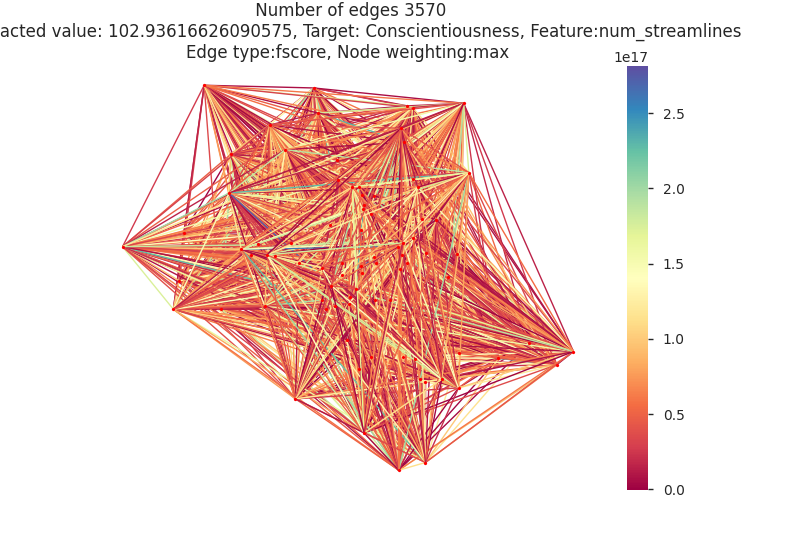 Number of edges 3570
acted value: 102.93616626090575, Target: Conscientiousness, Feature:num_streamlines
Edge type:fscore, Node weighting:max
1e17
2.5
2.0
1.5
1.0
0.5
0.0